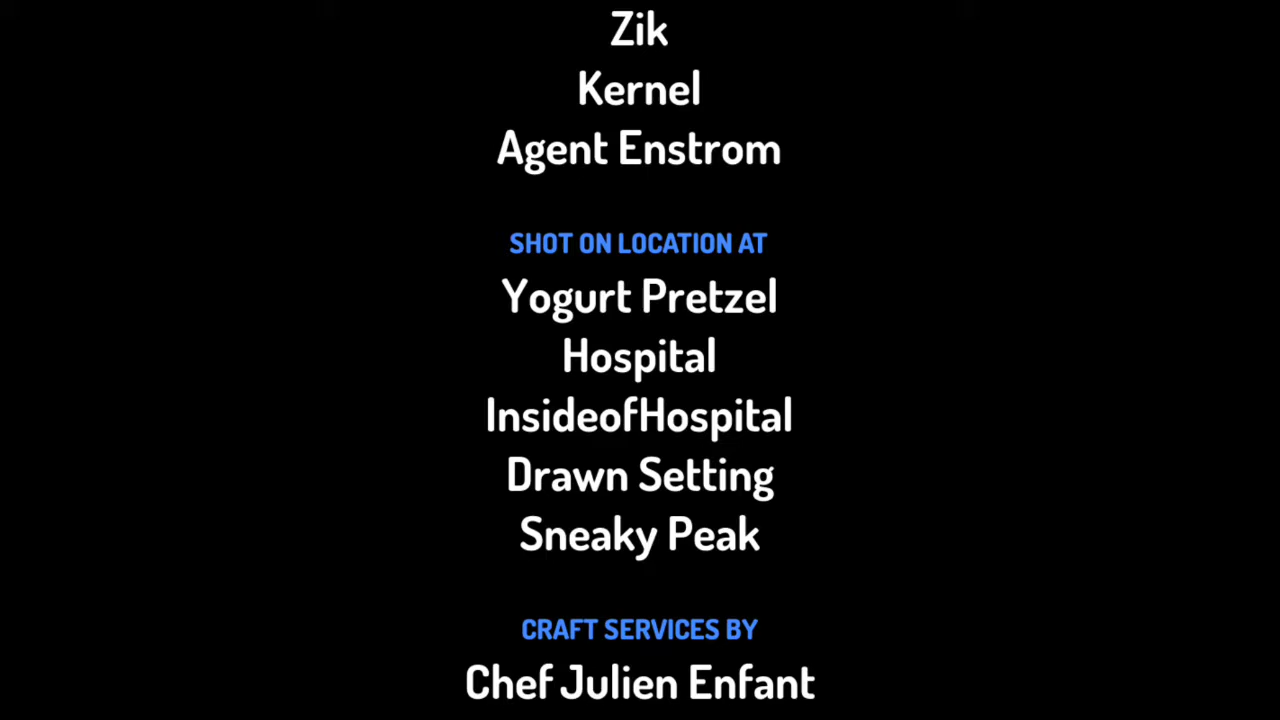 Zik
Kernel
Agent Enstrom
SHOT ON LOCATION AT
Yogurt Pretzel
Hospital
InsideofHospital
Drawn Setting
Sneaky Peak
CRAFT SERVICES BY
Chef Julien Enfant